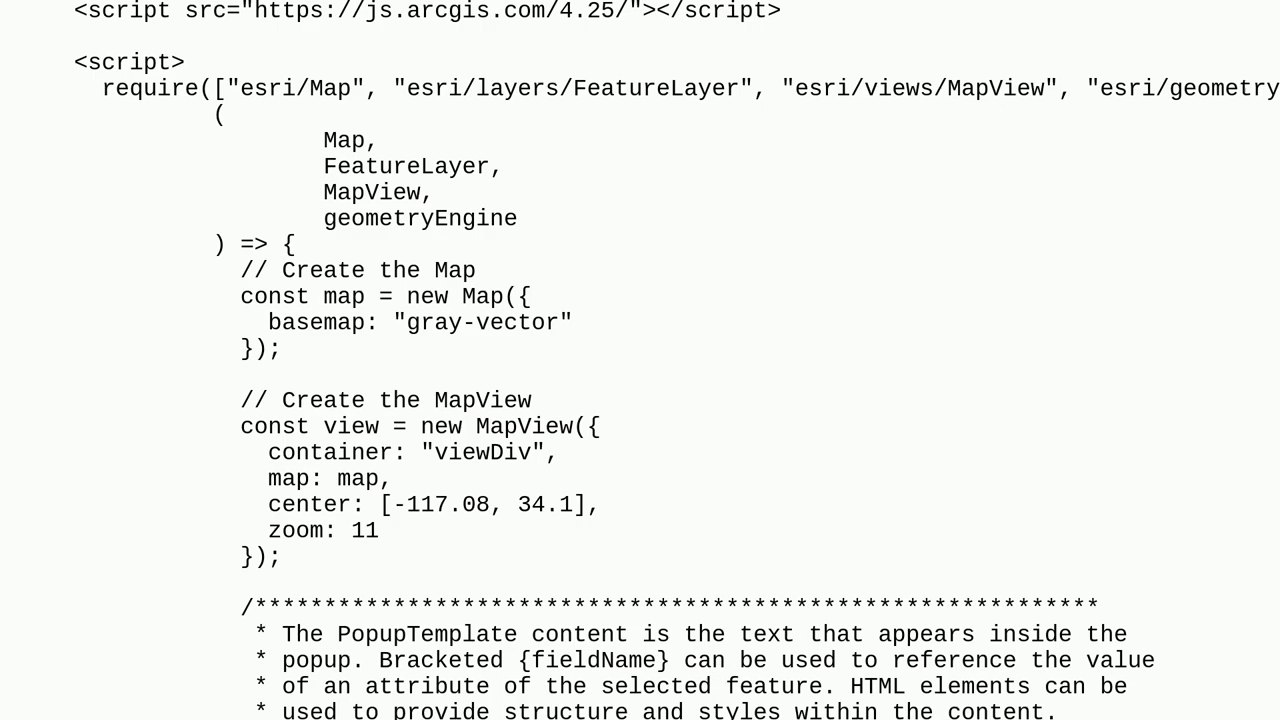 <script src="https://js.arcgis.com/4.25/"></script>
<script>
require(["esri/Map", "esri/layers/FeatureLayer", "esri/views/MapView", "esri/geometry
(
Map,
FeatureLayer,
MapView,
geometryEngine
) => {
// Create the Map
const map = new Map({
basemap: "gray-vector"
});
// Create the MapView
const view = new MapView({
container: "viewDiv",
map: map,
center: [-117.08, 34.1],
zoom: 11
});
/*************************************************************
* The PopupTemplate content is the text that appears inside the
* popup. Bracketed {fieldName} can be used to reference the value
* of an attribute of the selected feature. HTML elements can be
* used to provide structure and styles within the content.